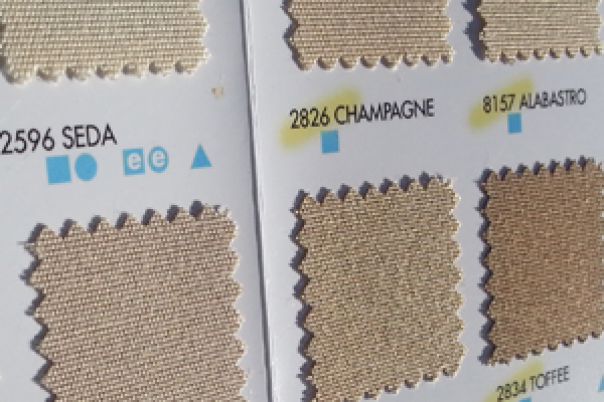 2596 SEDA
e e
2826 CHAMPAGNE
8157 ALABASTRO
2834 TOFFEE